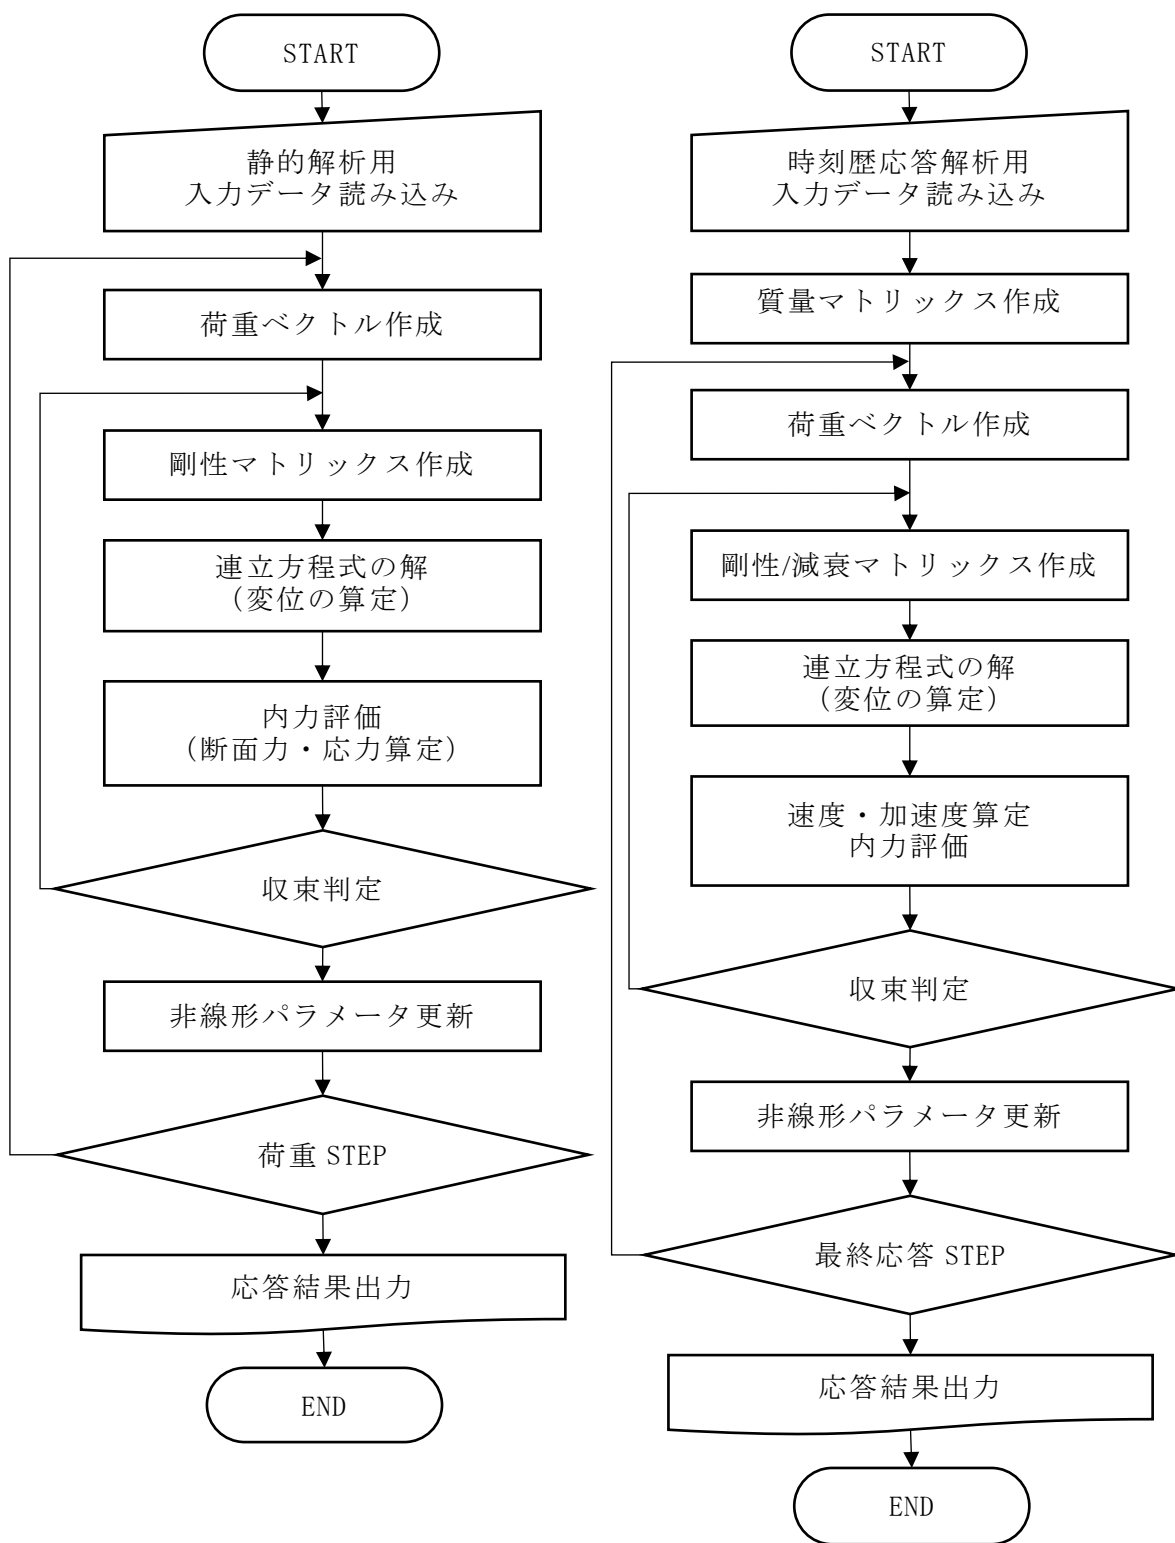 START
静的解析用
入力データ読み込み
荷重ベクトル作成
剛性マトリックス作成
連立方程式の解
（変位の算定）
内力評価
（断面力・応力算定）
収束判定
非線形パラメータ更新
荷重 STEP
応答結果出力
END
START
時刻歴応答解析用
入力データ読み込み
質量マトリックス作成
荷重ベクトル作成
剛性/減衰マトリックス作成
連立方程式の解
（変位の算定）
速度・加速度算定
内力評価
収束判定
非線形パラメータ更新
最終応答 STEP
応答結果出力
END